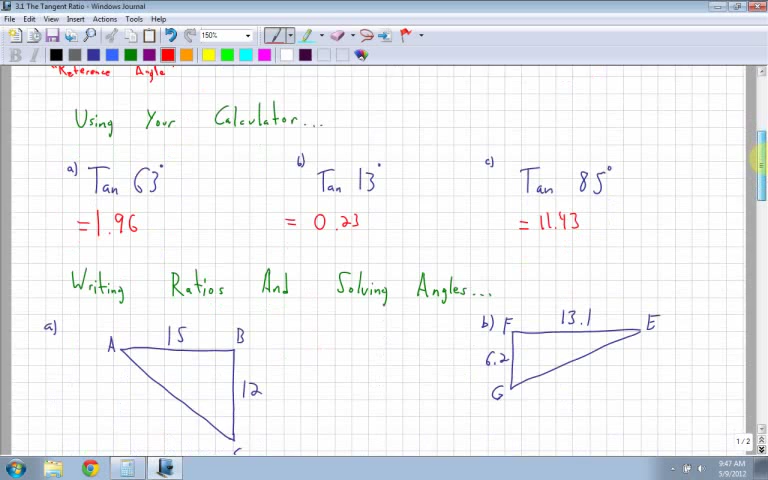 3.1 The Tangent Ratio - Windows Journal
File Edit View Insert Actions Tools Help
150%
B I
"Reference Angle"
Using Your Calculator...
a) Tan 63° b) Tan 13° c) Tan 85°
= 1.96 = 0.23 = 11.43
Writing Ratios And Solving Angles...
a) b)
A 15 B F 13.1 E
12 6.2
G
C
1 / 2
9:47 AM
5/9/2012